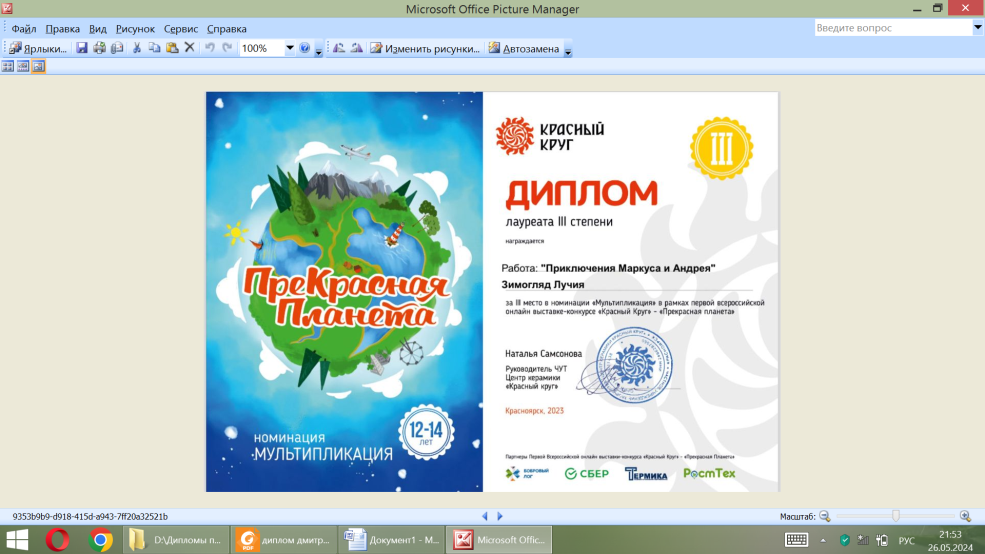 Microsoft Office Picture Manager
Файл Правка Вид Рисунок Сервис Справка
Введите вопрос
Ярлыки... 100% Изменить рисунки... Автозамена
ПреКрасная
Планета
номинация
МУЛЬТИПЛИКАЦИЯ
12-14
лет
КРАСНЫЙ
КРУГ
III
ДИПЛОМ
лауреата III степени
награждается
Работа: "Приключения Маркуса и Андрея"
Зимогляд Лучия
за III место в номинации «Мультипликация» в рамках первой всероссийской
онлайн выставке-конкурсе «Красный Круг» - «Прекрасная планета»
Наталья Самсонова
Руководитель ЧУТ
Центр керамики
«Красный круг»
Красноярск, 2023
Партнеры Первой Всероссийской онлайн выставки-конкурса «Красный Круг» - «Прекрасная Планета»
БОБРОВЫЙ
ЛОГ
СБЕР
ТЕРМИКА
РостТех
9353b9b9-d918-415d-a943-7ff20a32521b
Масштаб:
D:\Дипломы п...
PDF
диплом дмитр...
Документ1 - M...
Microsoft Offic...
РУС
21:53
26.05.2024